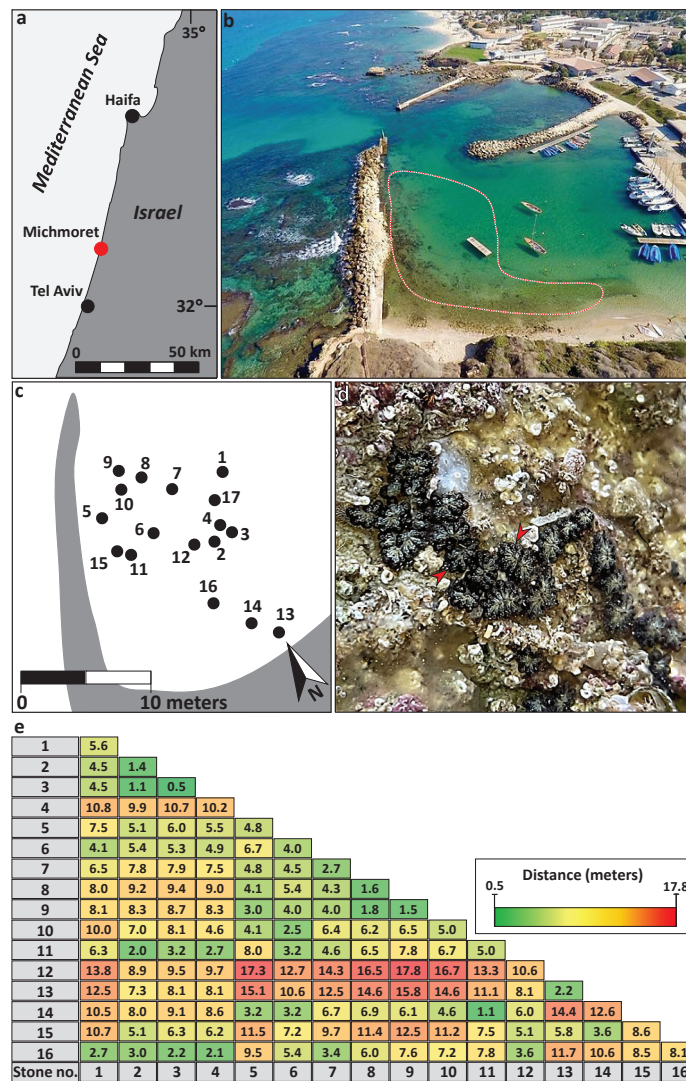 a
35°
Mediterranean Sea
Haifa
Israel
Michmoret
Tel Aviv
32°
0 50 km
b
c
9 8 7 1
10 17
5 4
6 3
12 2
15 11
16
14 13
0 10 meters
N
d
e
1 5.6
2 4.5 1.4
3 4.5 1.1 0.5
4 10.8 9.9 10.7 10.2
5 7.5 5.1 6.0 5.5 4.8
6 4.1 5.4 5.3 4.9 6.7 4.0
7 6.5 7.8 7.9 7.5 4.8 4.5 2.7
8 8.0 9.2 9.4 9.0 4.1 5.4 4.3 1.6
9 8.1 8.3 8.7 8.3 3.0 4.0 4.0 1.8 1.5
10 10.0 7.0 8.1 4.6 4.1 2.5 6.4 6.2 6.5 5.0
11 6.3 2.0 3.2 2.7 8.0 3.2 4.6 6.5 7.8 6.7 5.0
12 13.8 8.9 9.5 9.7 17.3 12.7 14.3 16.5 17.8 16.7 13.3 10.6
13 12.5 7.3 8.1 8.1 15.1 10.6 12.5 14.6 15.8 14.6 11.1 8.1 2.2
14 10.5 8.0 9.1 8.6 3.2 3.2 6.7 6.9 6.1 4.6 1.1 6.0 14.4 12.6
15 10.7 5.1 6.3 6.2 11.5 7.2 9.7 11.4 12.5 11.2 7.5 5.1 5.8 3.6 8.6
16 2.7 3.0 2.2 2.1 9.5 5.4 3.4 6.0 7.6 7.2 7.8 3.6 11.7 10.6 8.5 8.1
Stone no. 1 2 3 4 5 6 7 8 9 10 11 12 13 14 15 16
Distance (meters)
0.5 17.8